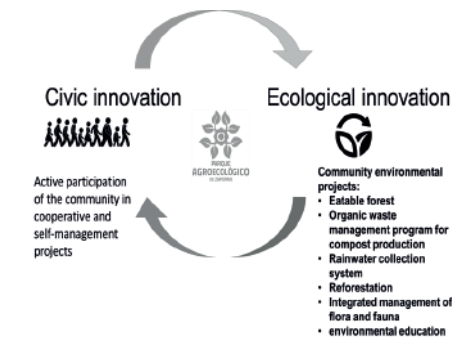 Civic innovation
Ecological innovation
PARQUE
AGROECOLÓGICO
Active participation
of the community in
cooperative and
self-management
projects
Community environmental
projects:
• Eatable forest
• Organic waste
management program for
compost production
• Rainwater collection
system
• Reforestation
• Integrated management of
flora and fauna
• environmental education